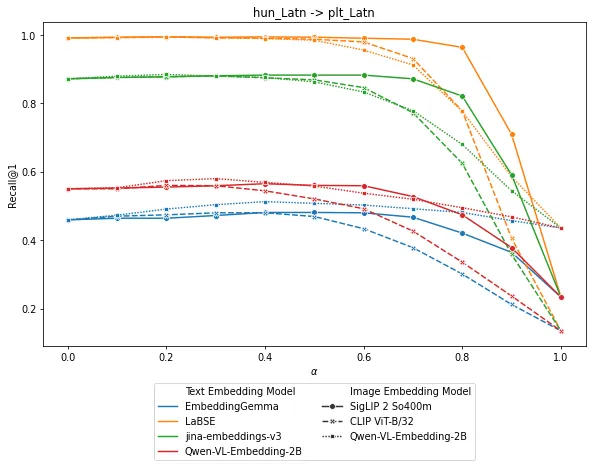 hun_Latn -> plt_Latn
Recall@1
1.0
0.8
0.6
0.4
0.2
0.0 0.2 0.4 0.6 0.8 1.0
α
Text Embedding Model Image Embedding Model
EmbeddingGemma SigLIP 2 So400m
LaBSE CLIP ViT-B/32
jina-embeddings-v3 Qwen-VL-Embedding-2B
Qwen-VL-Embedding-2B